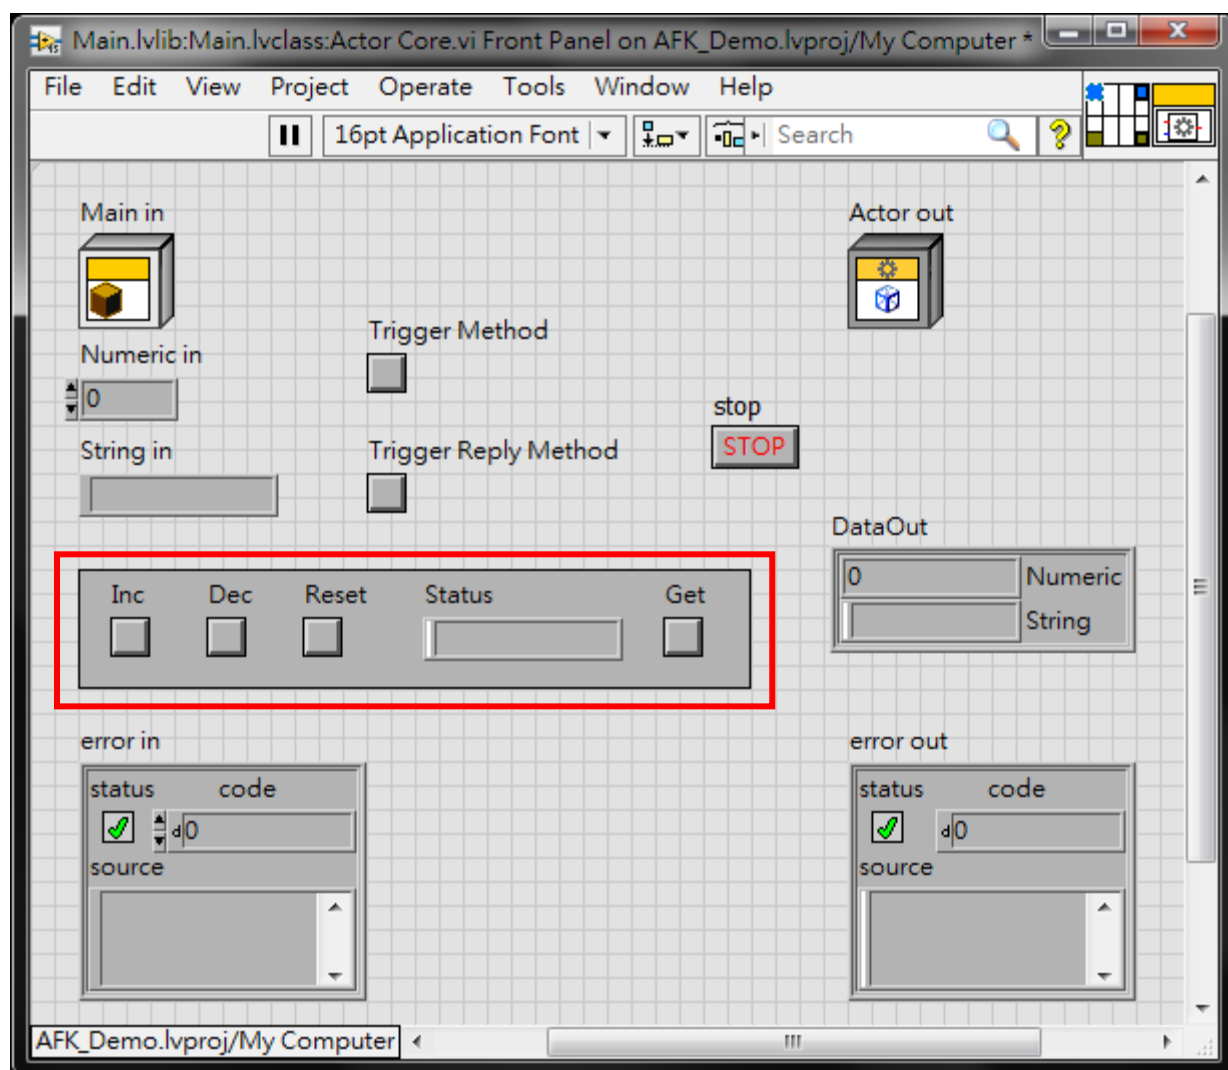 Main.lvlib:Main.lvclass:Actor Core.vi Front Panel on AFK_Demo.lvproj/My Computer *
File Edit View Project Operate Tools Window Help
16pt Application Font Search
Main in
Actor out
Trigger Method
Numeric in
0
stop
STOP
String in
Trigger Reply Method
DataOut
0 Numeric
String
Inc Dec Reset Status Get
error in
status code
0
source
error out
status code
0
source
AFK_Demo.lvproj/My Computer